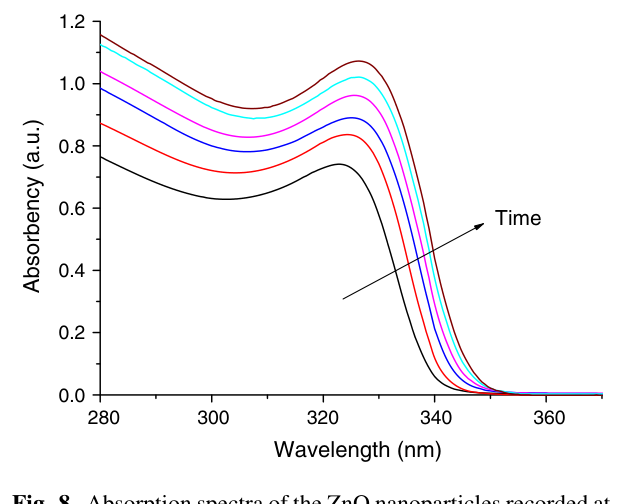 1.2
1.0
0.8
0.6
0.4
0.2
0.0
Absorbency (a.u.)
Time
280 300 320 340 360
Wavelength (nm)
Fig. 8 Absorption spectra of the ZnO nanoparticles recorded at